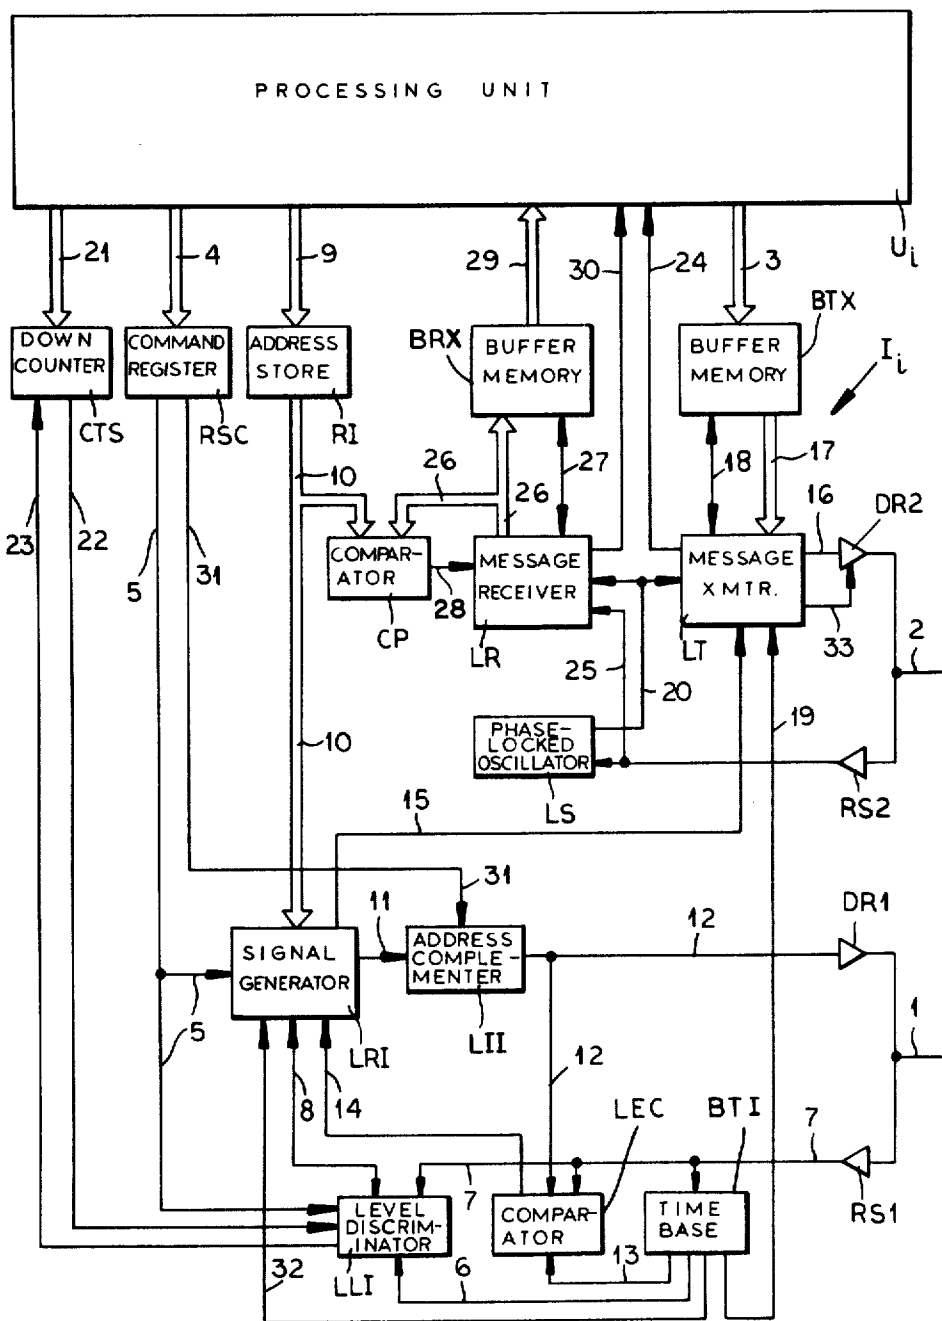 PROCESSING UNIT
Ui
21
4
9
29
30
24
3
BTX
Ii
DOWN
COUNTER
CTS
COMMAND
REGISTER
RSC
ADDRESS
STORE
RI
BRX
BUFFER
MEMORY
BUFFER
MEMORY
10
26
26
27
18
17
16
DR2
23
22
5
31
COMPAR-
ATOR
CP
28
MESSAGE
RECEIVER
LR
MESSAGE
XMTR.
LT
33
2
25
20
19
10
PHASE-
LOCKED
OSCILLATOR
LS
RS2
15
31
11
SIGNAL
GENERATOR
LRI
ADDRESS
COMPLE-
MENTER
LII
12
DR1
5
1
8
14
12
LEC
BTI
7
7
RS1
LEVEL
DISCRIM-
INATOR
LLI
COMPAR-
ATOR
TIME
BASE
32
6
13